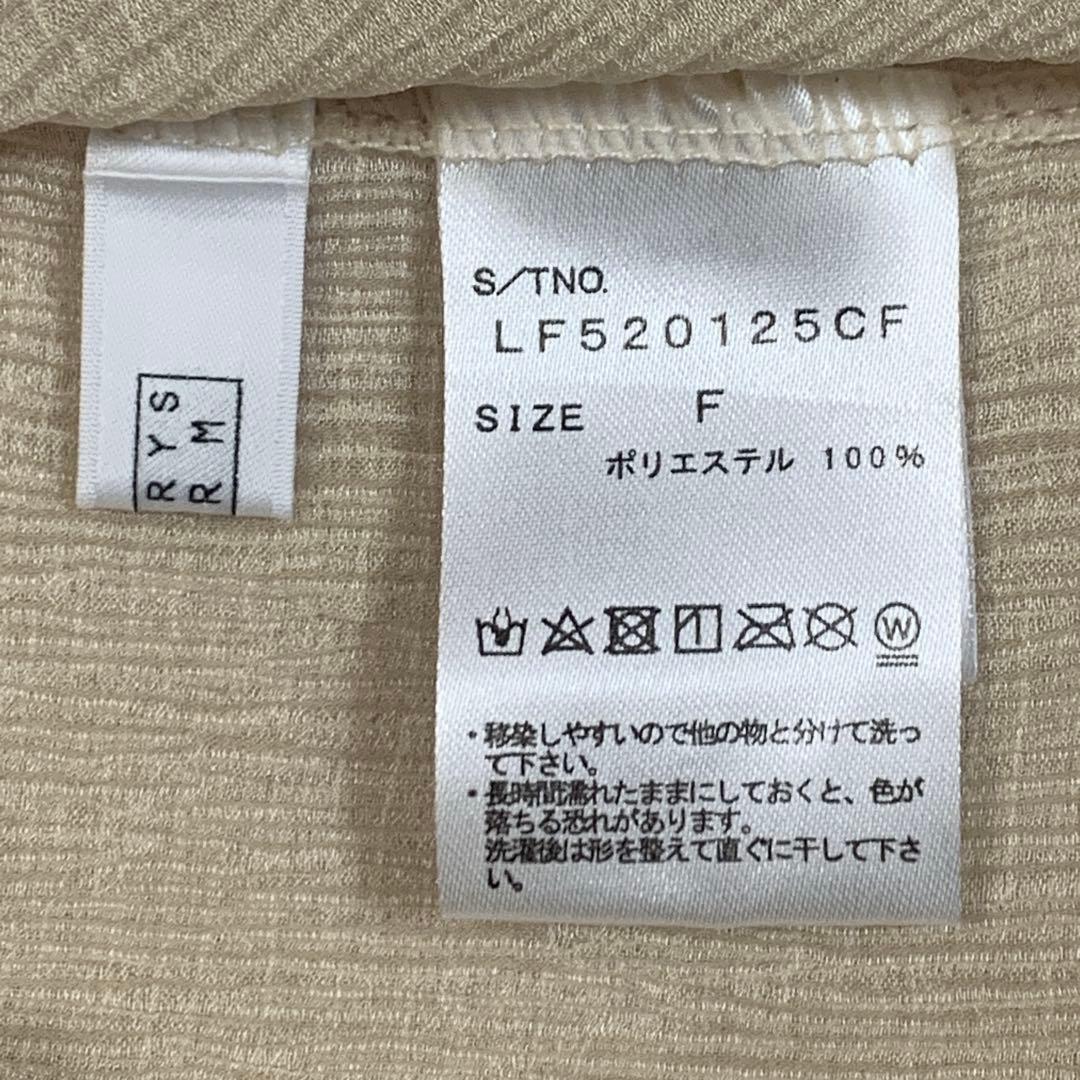 RYS
RM
S/TNO.
LF520125CF
SIZE F
ポリエステル 100%
1 W
・移染しやすいので他の物と分けて洗っ
て下さい。
・長時間濡れたままにしておくと、色が
落ちる恐れがあります。
洗濯後は形を整えて直ぐに干して下さ
い。